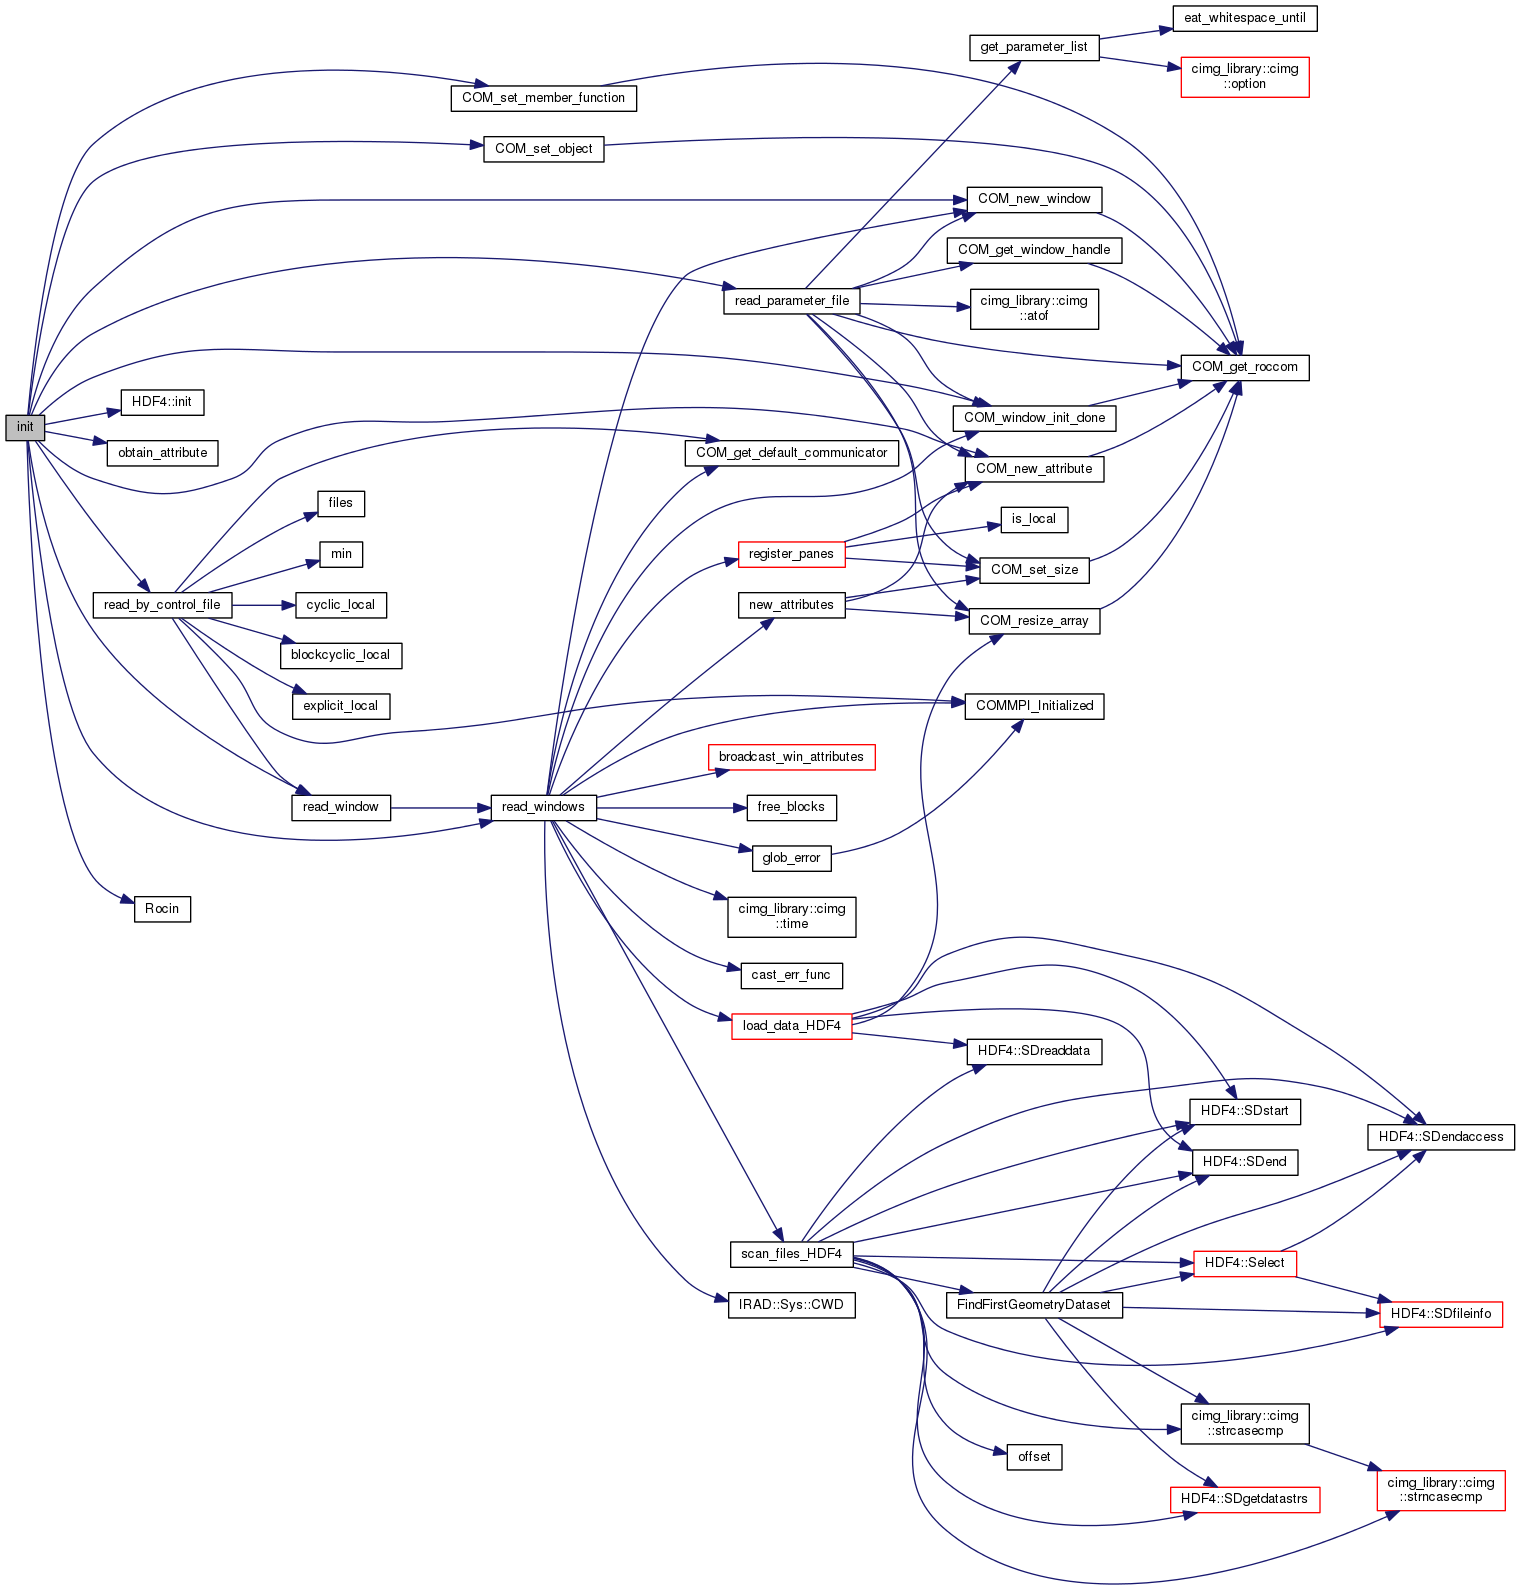 eat_whitespace_until
get_parameter_list
cimg_library::cimg
::option
COM_set_member_function
COM_set_object
COM_new_window
COM_get_window_handle
read_parameter_file
cimg_library::cimg
::atof
COM_get_roccom
HDF4::init
init
COM_window_init_done
obtain_attribute
COM_get_default_communicator
COM_new_attribute
files
is_local
min
register_panes
COM_set_size
read_by_control_file
cyclic_local
new_attributes
COM_resize_array
blockcyclic_local
explicit_local
COMMPI_Initialized
broadcast_win_attributes
read_window
read_windows
free_blocks
glob_error
Rocin
cimg_library::cimg
::time
cast_err_func
load_data_HDF4
HDF4::SDreaddata
HDF4::SDstart
HDF4::SDendaccess
HDF4::SDend
scan_files_HDF4
HDF4::Select
IRAD::Sys::CWD
FindFirstGeometryDataset
HDF4::SDfileinfo
cimg_library::cimg
::strcasecmp
offset
cimg_library::cimg
::strncasecmp
HDF4::SDgetdatastrs